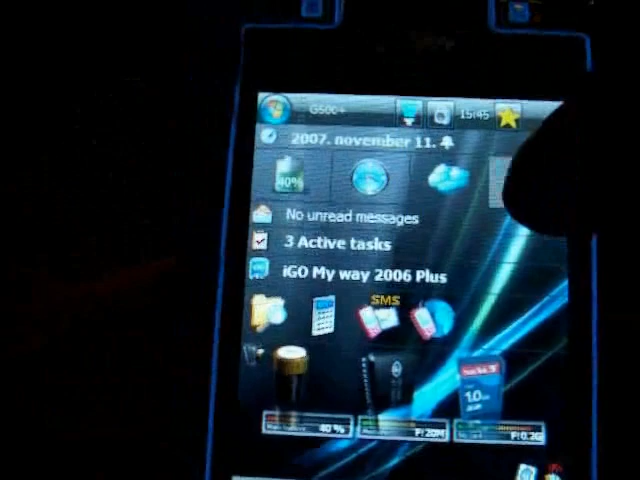 G500+ 15:45
2007. november 11.
40%
No unread messages
3 Active tasks
iGO My way 2006 Plus
SMS
1.0
40 % F:20M F:0.2G